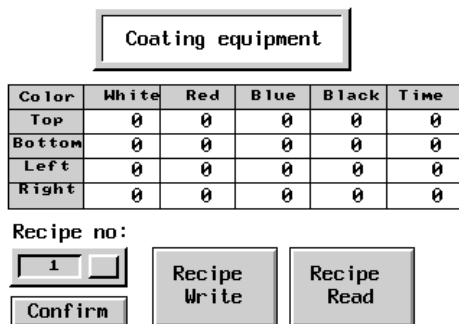 Coating equipment
Color White Red Blue Black Time
Top 0 0 0 0 0
Bottom 0 0 0 0 0
Left 0 0 0 0 0
Right 0 0 0 0 0
Recipe no:
1
Confirm
Recipe
Write
Recipe
Read